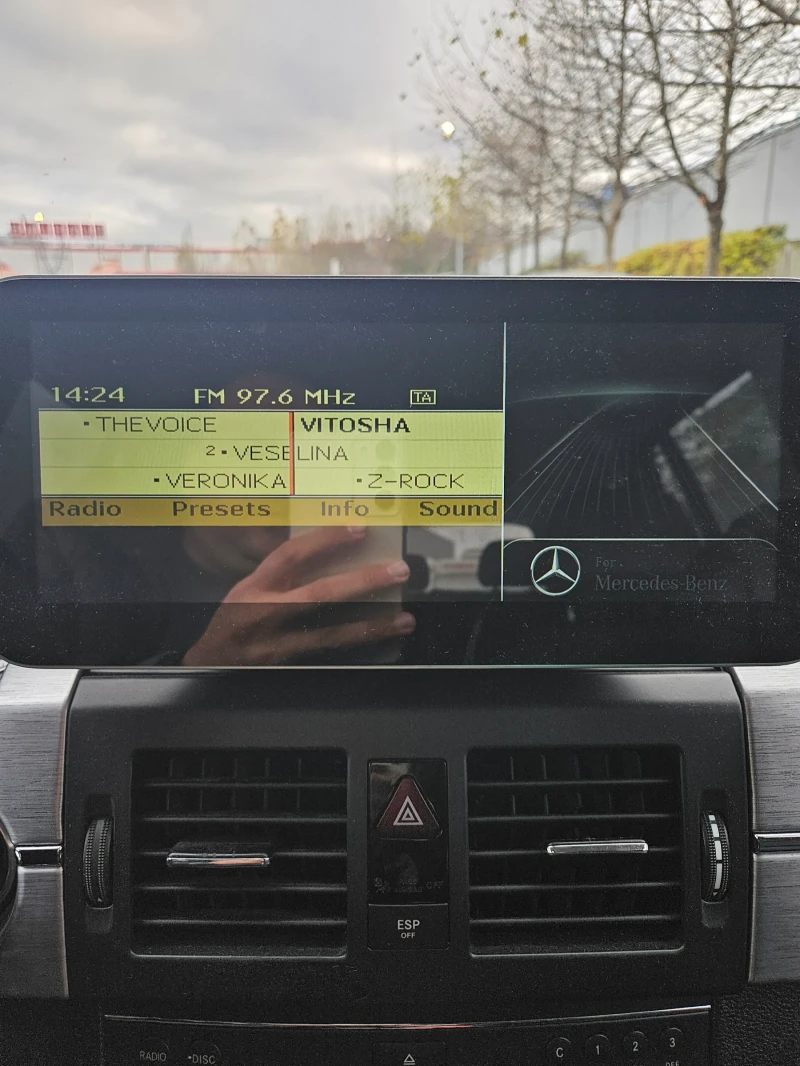 14:24 FM 97.6 MHz TA
• THEVOICE VITOSHA
2 • VESELINA
• VERONIKA • Z-ROCK
Radio Presets Info Sound
For
Mercedes-Benz
ESP
OFF
RADIO •DISC C 1 2 3
DEF